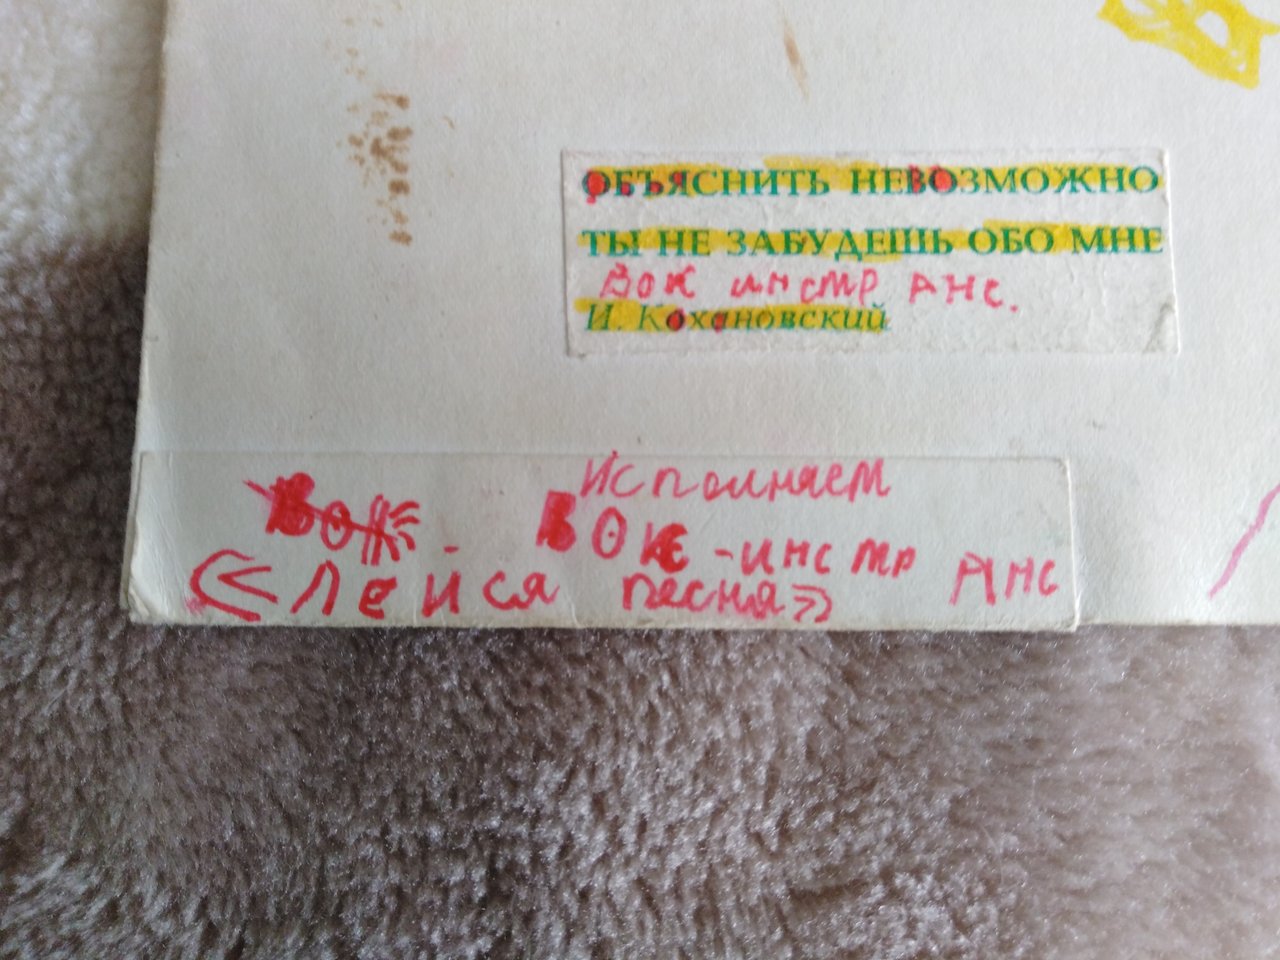 ОБЪЯСНИТЬ НЕВОЗМОЖНО
ТЫ НЕ ЗАБУДЕШЬ ОБО МНЕ
Вок инстр Анс.
И. Кохановский
Исполняем
Вок - Вок-инстр Анс
«Лейся песня»